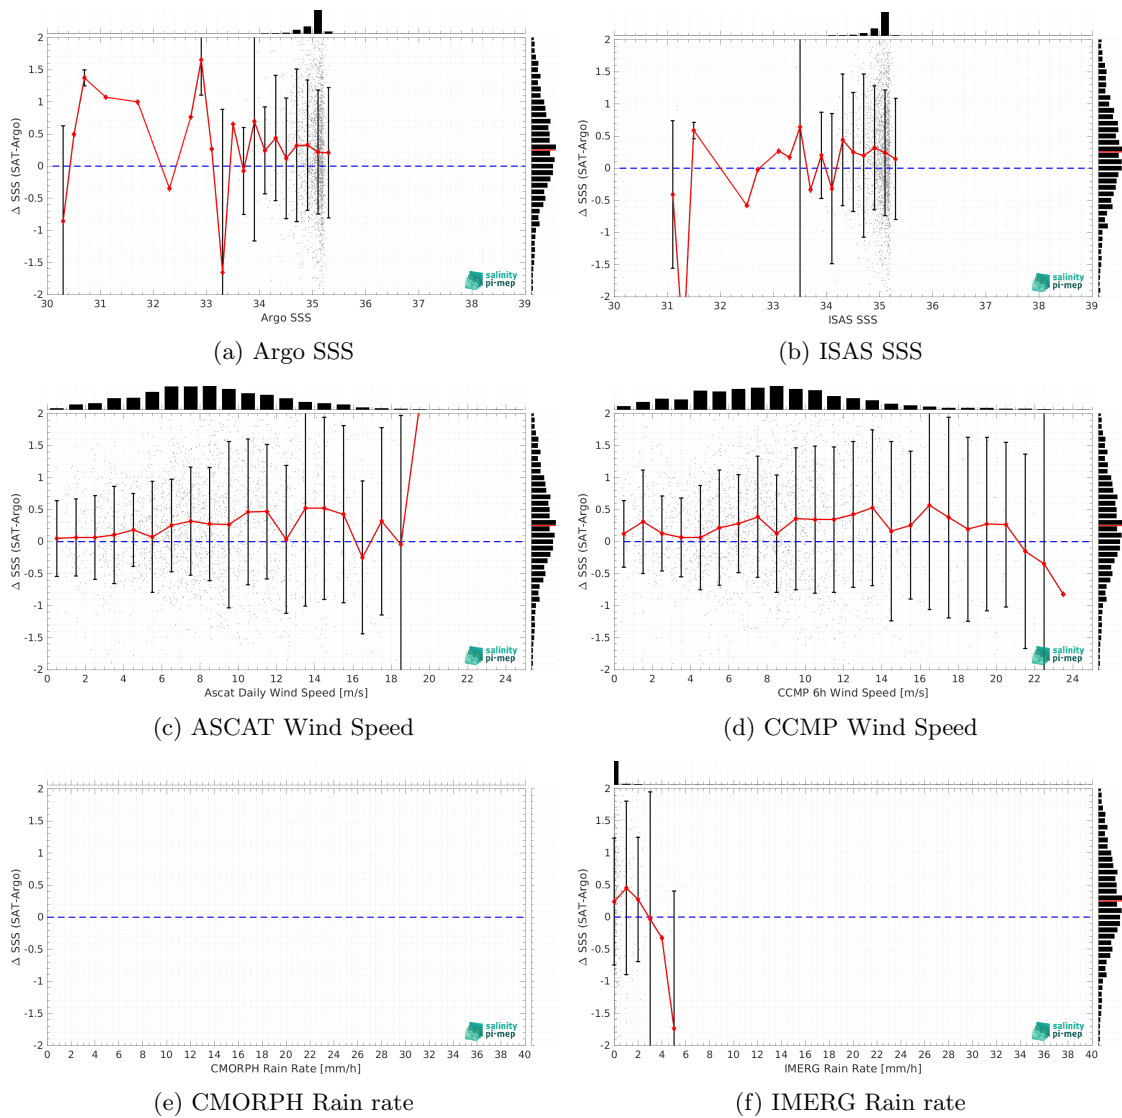 2
1.5
1
0.5
0
-0.5
-1
-1.5
-2
Δ SSS (SAT-Argo)
30 31 32 33 34 35 36 37 38 39
Argo SSS
salinity
pi-mep
(a) Argo SSS
2
1.5
1
0.5
0
-0.5
-1
-1.5
-2
Δ SSS (SAT-Argo)
30 31 32 33 34 35 36 37 38 39
ISAS SSS
salinity
pi-mep
(b) ISAS SSS
2
1.5
1
0.5
0
-0.5
-1
-1.5
-2
Δ SSS (SAT-Argo)
0 2 4 6 8 10 12 14 16 18 20 22 24
Ascat Daily Wind Speed [m/s]
salinity
pi-mep
(c) ASCAT Wind Speed
2
1.5
1
0.5
0
-0.5
-1
-1.5
-2
Δ SSS (SAT-Argo)
0 2 4 6 8 10 12 14 16 18 20 22 24
CCMP 6h Wind Speed [m/s]
salinity
pi-mep
(d) CCMP Wind Speed
2
1.5
1
0.5
0
-0.5
-1
-1.5
-2
Δ SSS (SAT-Argo)
0 2 4 6 8 10 12 14 16 18 20 22 24 26 28 30 32 34 36 38 40
CMORPH Rain Rate [mm/h]
salinity
pi-mep
(e) CMORPH Rain rate
2
1.5
1
0.5
0
-0.5
-1
-1.5
-2
Δ SSS (SAT-Argo)
0 2 4 6 8 10 12 14 16 18 20 22 24 26 28 30 32 34 36 38 40
IMERG Rain Rate [mm/h]
salinity
pi-mep
(f) IMERG Rain rate